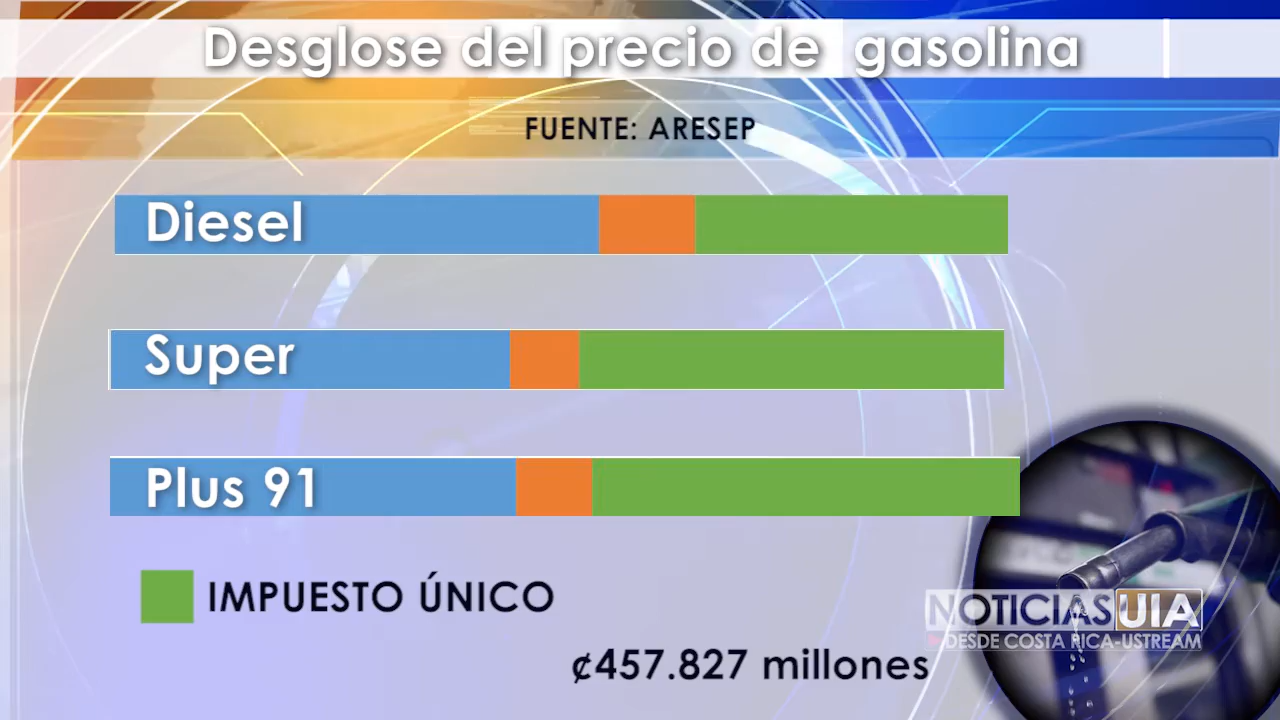 Desglose del precio de gasolina
FUENTE: ARESEP
Diesel
Super
Plus 91
IMPUESTO ÚNICO
NOTICIAS UIA
DESDE COSTA RICA-USTREAM
¢457.827 millones